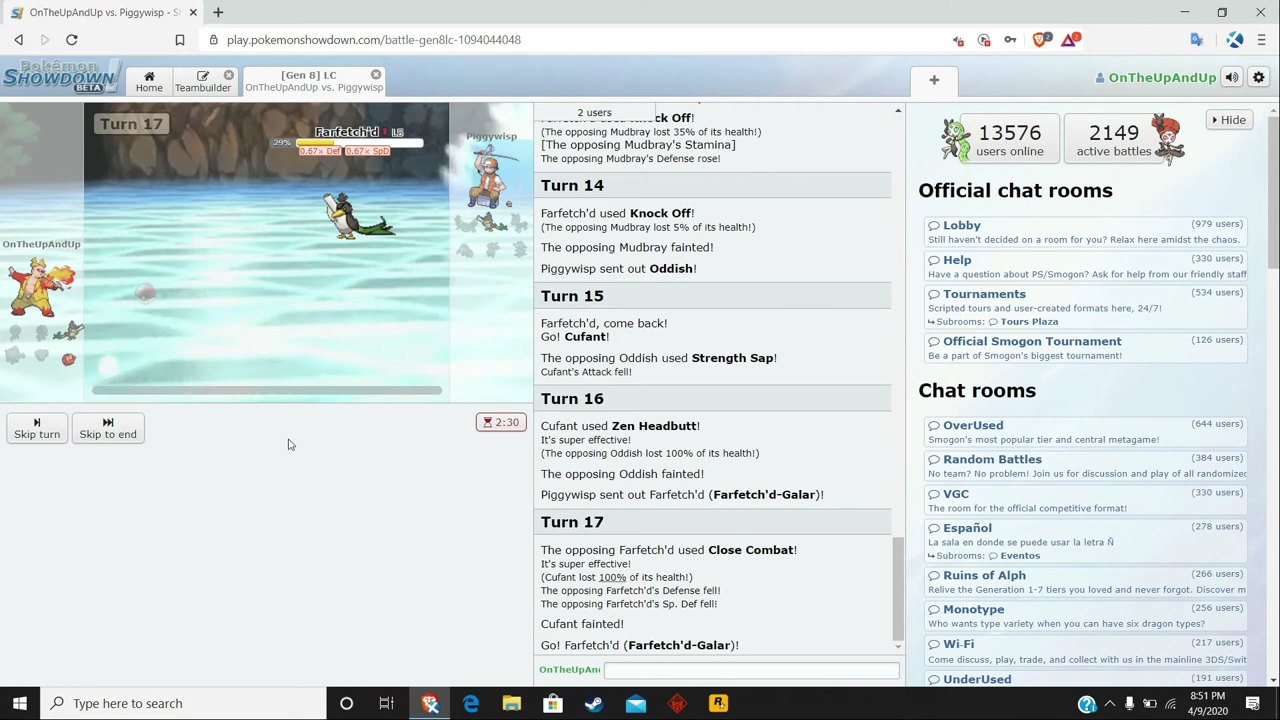 OnTheUpAndUp vs. Piggywisp - S
play.pokemonshowdown.com/battle-gen8lc-1094044048
2
2
Pokémon
SHOWDOWN!
BETA
Home
Teambuilder
[Gen 8] LC
OnTheUpAndUp vs. Piggywisp
OnTheUpAndUp
Turn 17
Farfetch'd L5
29%
0.67× Def 0.67× SpD
Piggywisp
OnTheUpAndUp
Skip turn
Skip to end
2:30
2 users
(The opposing Mudbray lost 35% of its health!)
[The opposing Mudbray's Stamina]
The opposing Mudbray's Defense rose!
Turn 14
Farfetch'd used Knock Off!
(The opposing Mudbray lost 5% of its health!)
The opposing Mudbray fainted!
Piggywisp sent out Oddish!
Turn 15
Farfetch'd, come back!
Go! Cufant!
The opposing Oddish used Strength Sap!
Cufant's Attack fell!
Turn 16
Cufant used Zen Headbutt!
It's super effective!
(The opposing Oddish lost 100% of its health!)
The opposing Oddish fainted!
Piggywisp sent out Farfetch'd (Farfetch'd-Galar)!
Turn 17
The opposing Farfetch'd used Close Combat!
It's super effective!
(Cufant lost 100% of its health!)
The opposing Farfetch'd's Defense fell!
The opposing Farfetch'd's Sp. Def fell!
Cufant fainted!
Go! Farfetch'd (Farfetch'd-Galar)!
OnTheUpAn
13576
users online
2149
active battles
Hide
Official chat rooms
Lobby (979 users)
Still haven't decided on a room for you? Relax here amidst the chaos.
Help (330 users)
Have a question about PS/Smogon? Ask for help from our friendly staff
Tournaments (534 users)
Scripted tours and user-created formats here, 24/7!
Subrooms: Tours Plaza
Official Smogon Tournament (126 users)
Be a part of Smogon's biggest tournament!
Chat rooms
OverUsed (644 users)
Smogon's most popular tier and central metagame!
Random Battles (384 users)
No team? No problem! Join us for discussion and play of all randomize
VGC (330 users)
The room for the official competitive format!
Español (278 users)
La sala en donde se puede usar la letra Ñ
Subrooms: Eventos
Ruins of Alph (266 users)
Relive the Generation 1-7 tiers you loved and never forgot. Discover m
Monotype (256 users)
Who wants type variety when you can have six dragon types?
Wi-Fi (217 users)
Come discuss, play, trade, and collect with us in the mainline 3DS/Swit
UnderUsed (191 users)
Type here to search
8:51 PM
4/9/2020